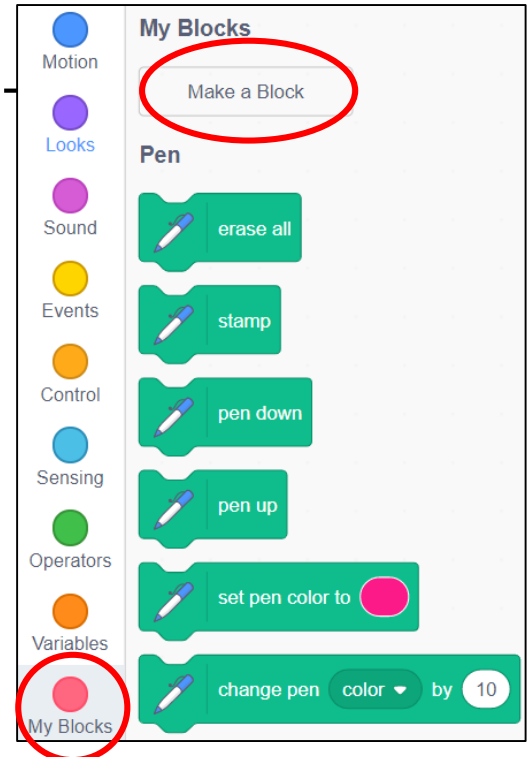 Motion
Looks
Sound
Events
Control
Sensing
Operators
Variables
My Blocks
My Blocks
Make a Block
Pen
erase all
stamp
pen down
pen up
set pen color to
change pen color by 10